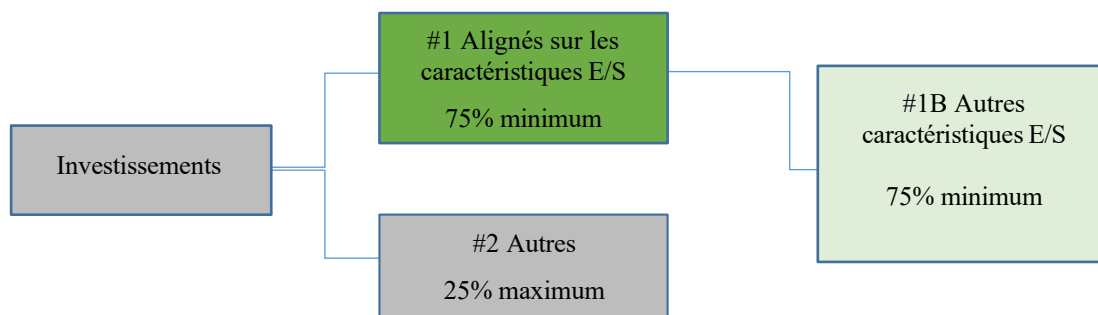 Investissements
#1 Alignés sur les
caractéristiques E/S
75% minimum
#2 Autres
25% maximum
#1B Autres
caractéristiques E/S
75% minimum